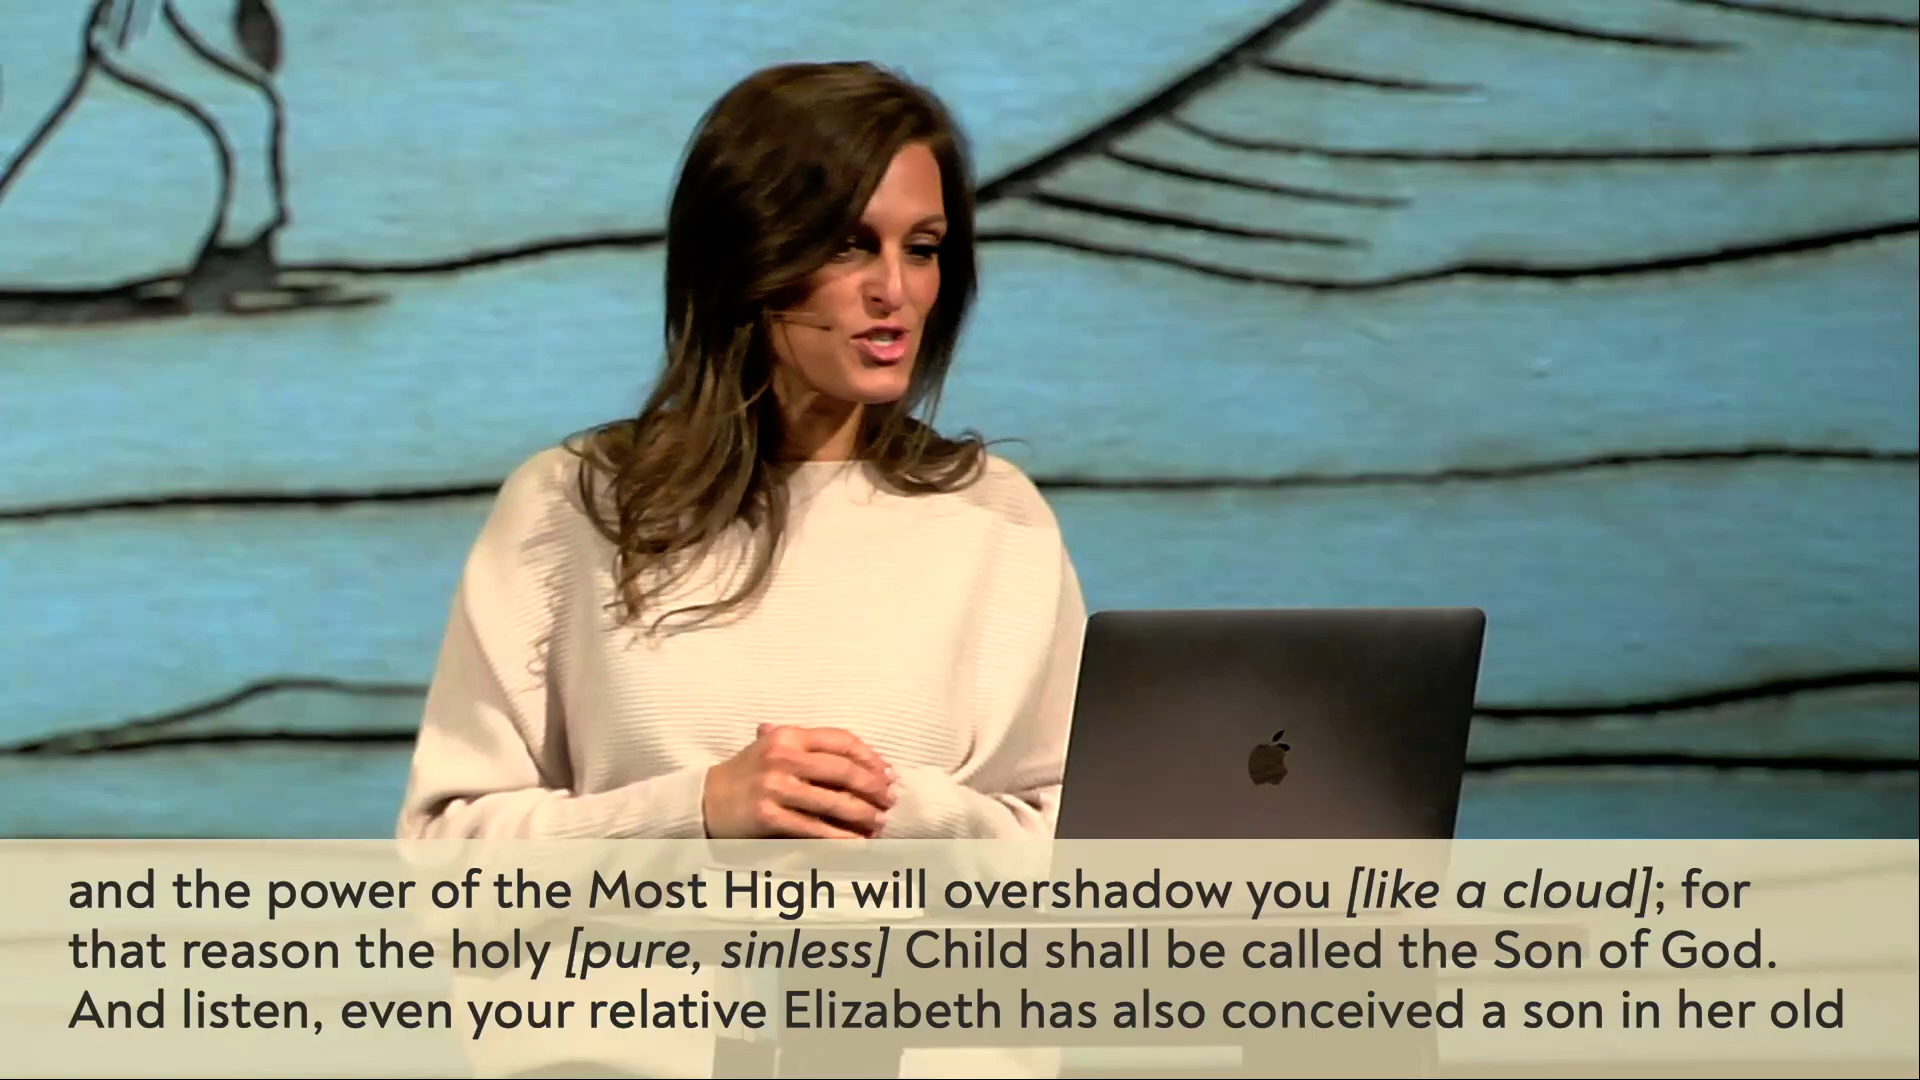 and the power of the Most High will overshadow you [like a cloud]; for
that reason the holy [pure, sinless] Child shall be called the Son of God.
And listen, even your relative Elizabeth has also conceived a son in her old